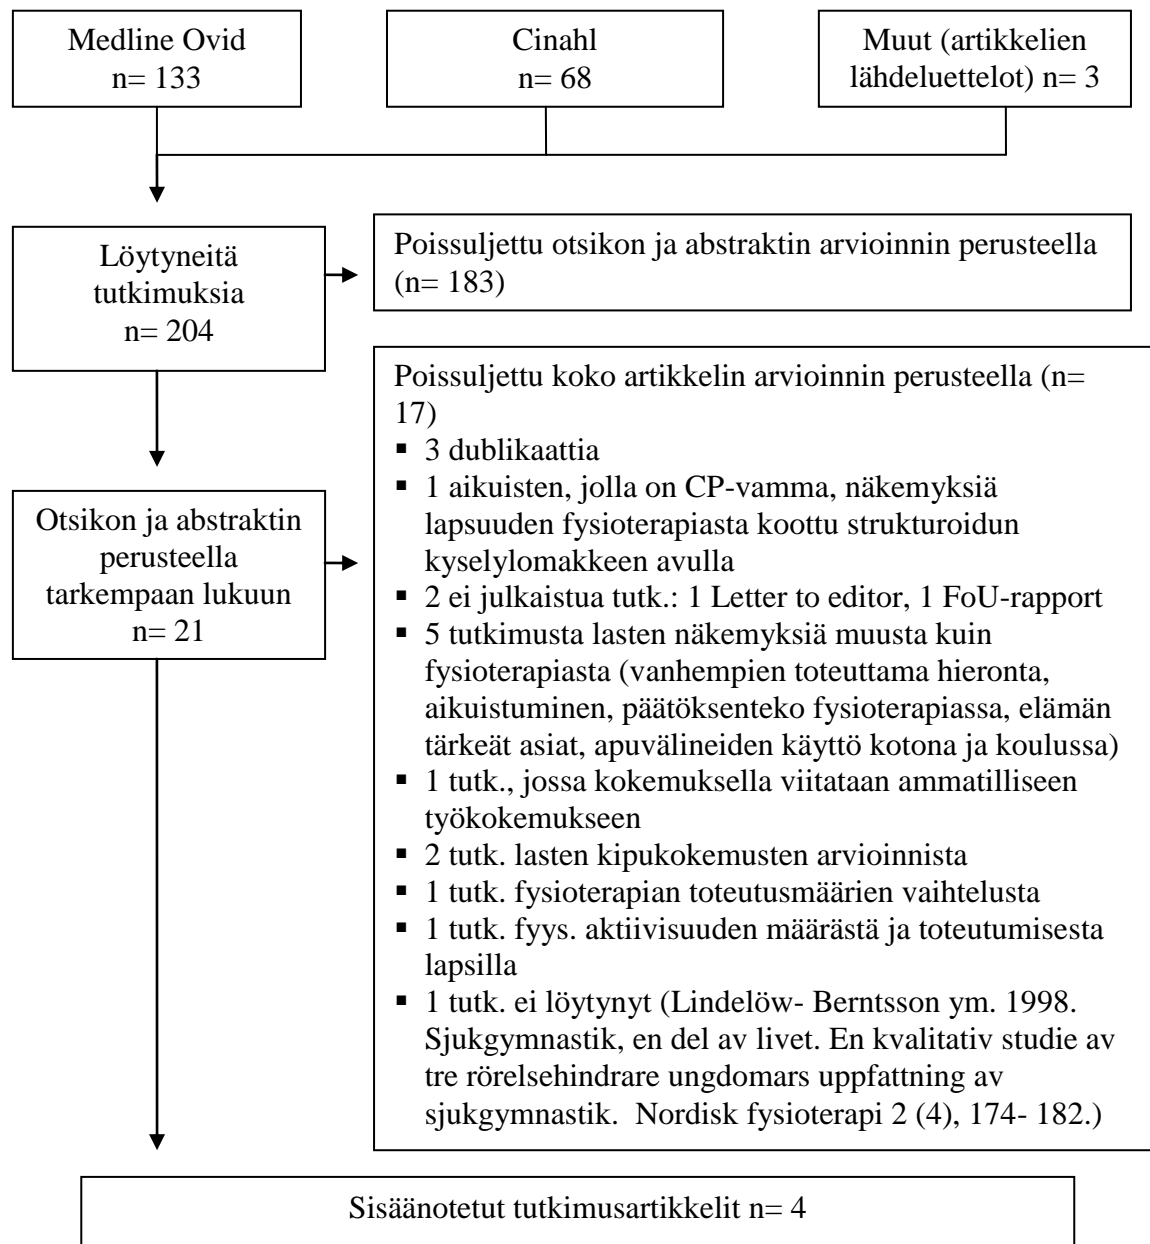 Medline Ovid
n= 133
Cinahl
n= 68
Muut (artikkelien
lähdeluettelot) n= 3
Löytyneitä
tutkimuksia
n= 204
Poissuljettu otsikon ja abstraktin arvioinnin perusteella
(n= 183)
Otsikon ja abstraktin
perusteella
tarkempaan lukuun
n= 21
Poissuljettu koko artikkelin arvioinnin perusteella (n=
17)
▪ 3 dublikaattia
▪ 1 aikuisten, jolla on CP-vamma, näkemyksiä
lapsuuden fysioterapiasta koottu strukturoidun
kyselylomakkeen avulla
▪ 2 ei julkaistua tutk.: 1 Letter to editor, 1 FoU-rapport
▪ 5 tutkimusta lasten näkemyksiä muusta kuin
fysioterapiasta (vanhempien toteuttama hieronta,
aikuistuminen, päätöksenteko fysioterapiassa, elämän
tärkeät asiat, apuvälineiden käyttö kotona ja koulussa)
▪ 1 tutk., jossa kokemuksella viitataan ammatilliseen
työkokemukseen
▪ 2 tutk. lasten kipukokemusten arvioinnista
▪ 1 tutk. fysioterapian toteutusmäärien vaihtelusta
▪ 1 tutk. fyys. aktiivisuuden määrästä ja toteutumisesta
lapsilla
▪ 1 tutk. ei löytynyt (Lindelöw- Berntsson ym. 1998.
Sjukgymnastik, en del av livet. En kvalitativ studie av
tre rörelsehindrare ungdomars uppfattning av
sjukgymnastik. Nordisk fysioterapi 2 (4), 174- 182.)
Sisäänotetut tutkimusartikkelit n= 4